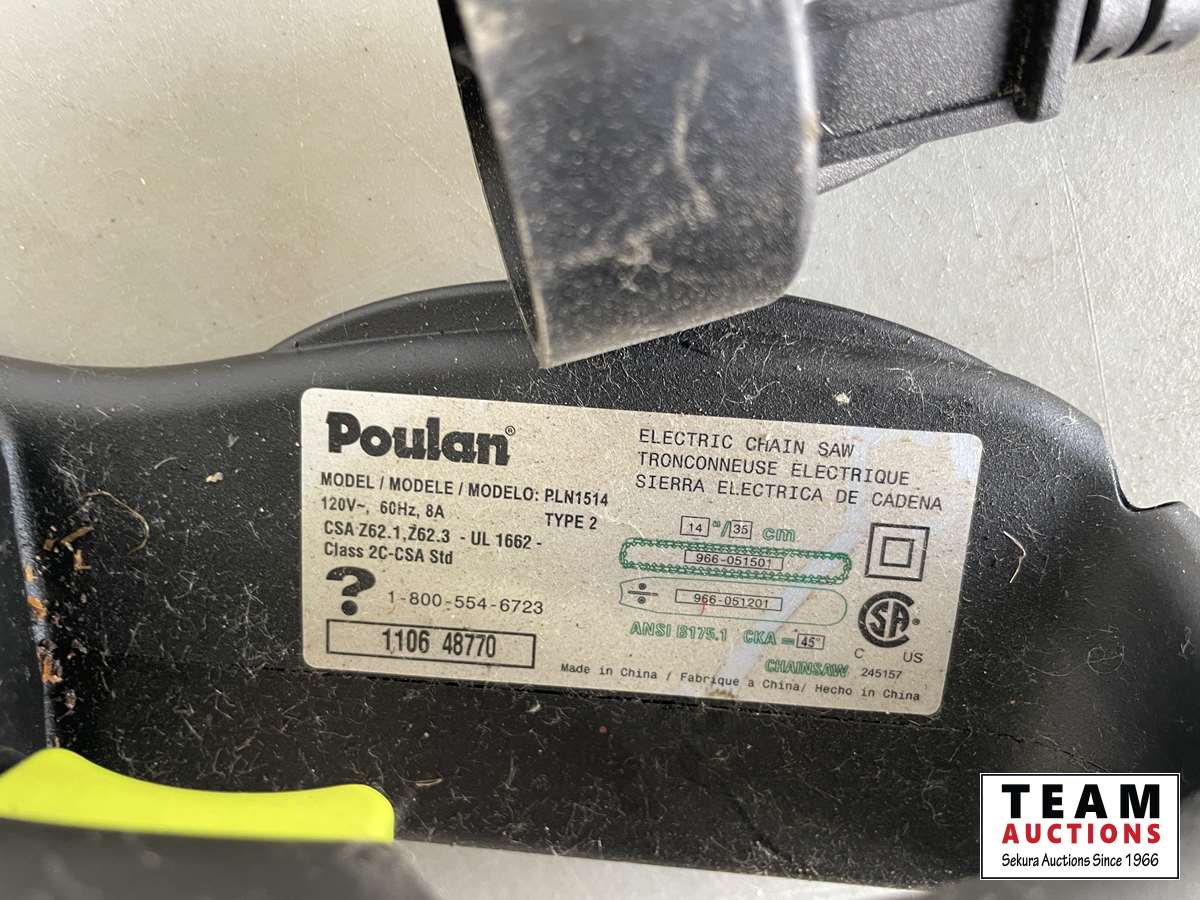 Poulan®
MODEL / MODELE / MODELO: PLN1514
120V~, 60Hz, 8A
TYPE 2
CSA Z62.1,Z62.3 - UL 1662 -
Class 2C-CSA Std
? 1-800-554-6723
1106 48770
ELECTRIC CHAIN SAW
TRONCONNEUSE ELECTRIQUE
SIERRA ELECTRICA DE CADENA
14 "/35 cm
966-051501
966-051201
ANSI B175.1 CKA = 45°
CHAINSAW
SA®
C US
245157
Made in China / Fabrique a China/ Hecho in China
TEAM
AUCTIONS
Sekura Auctions Since 1966